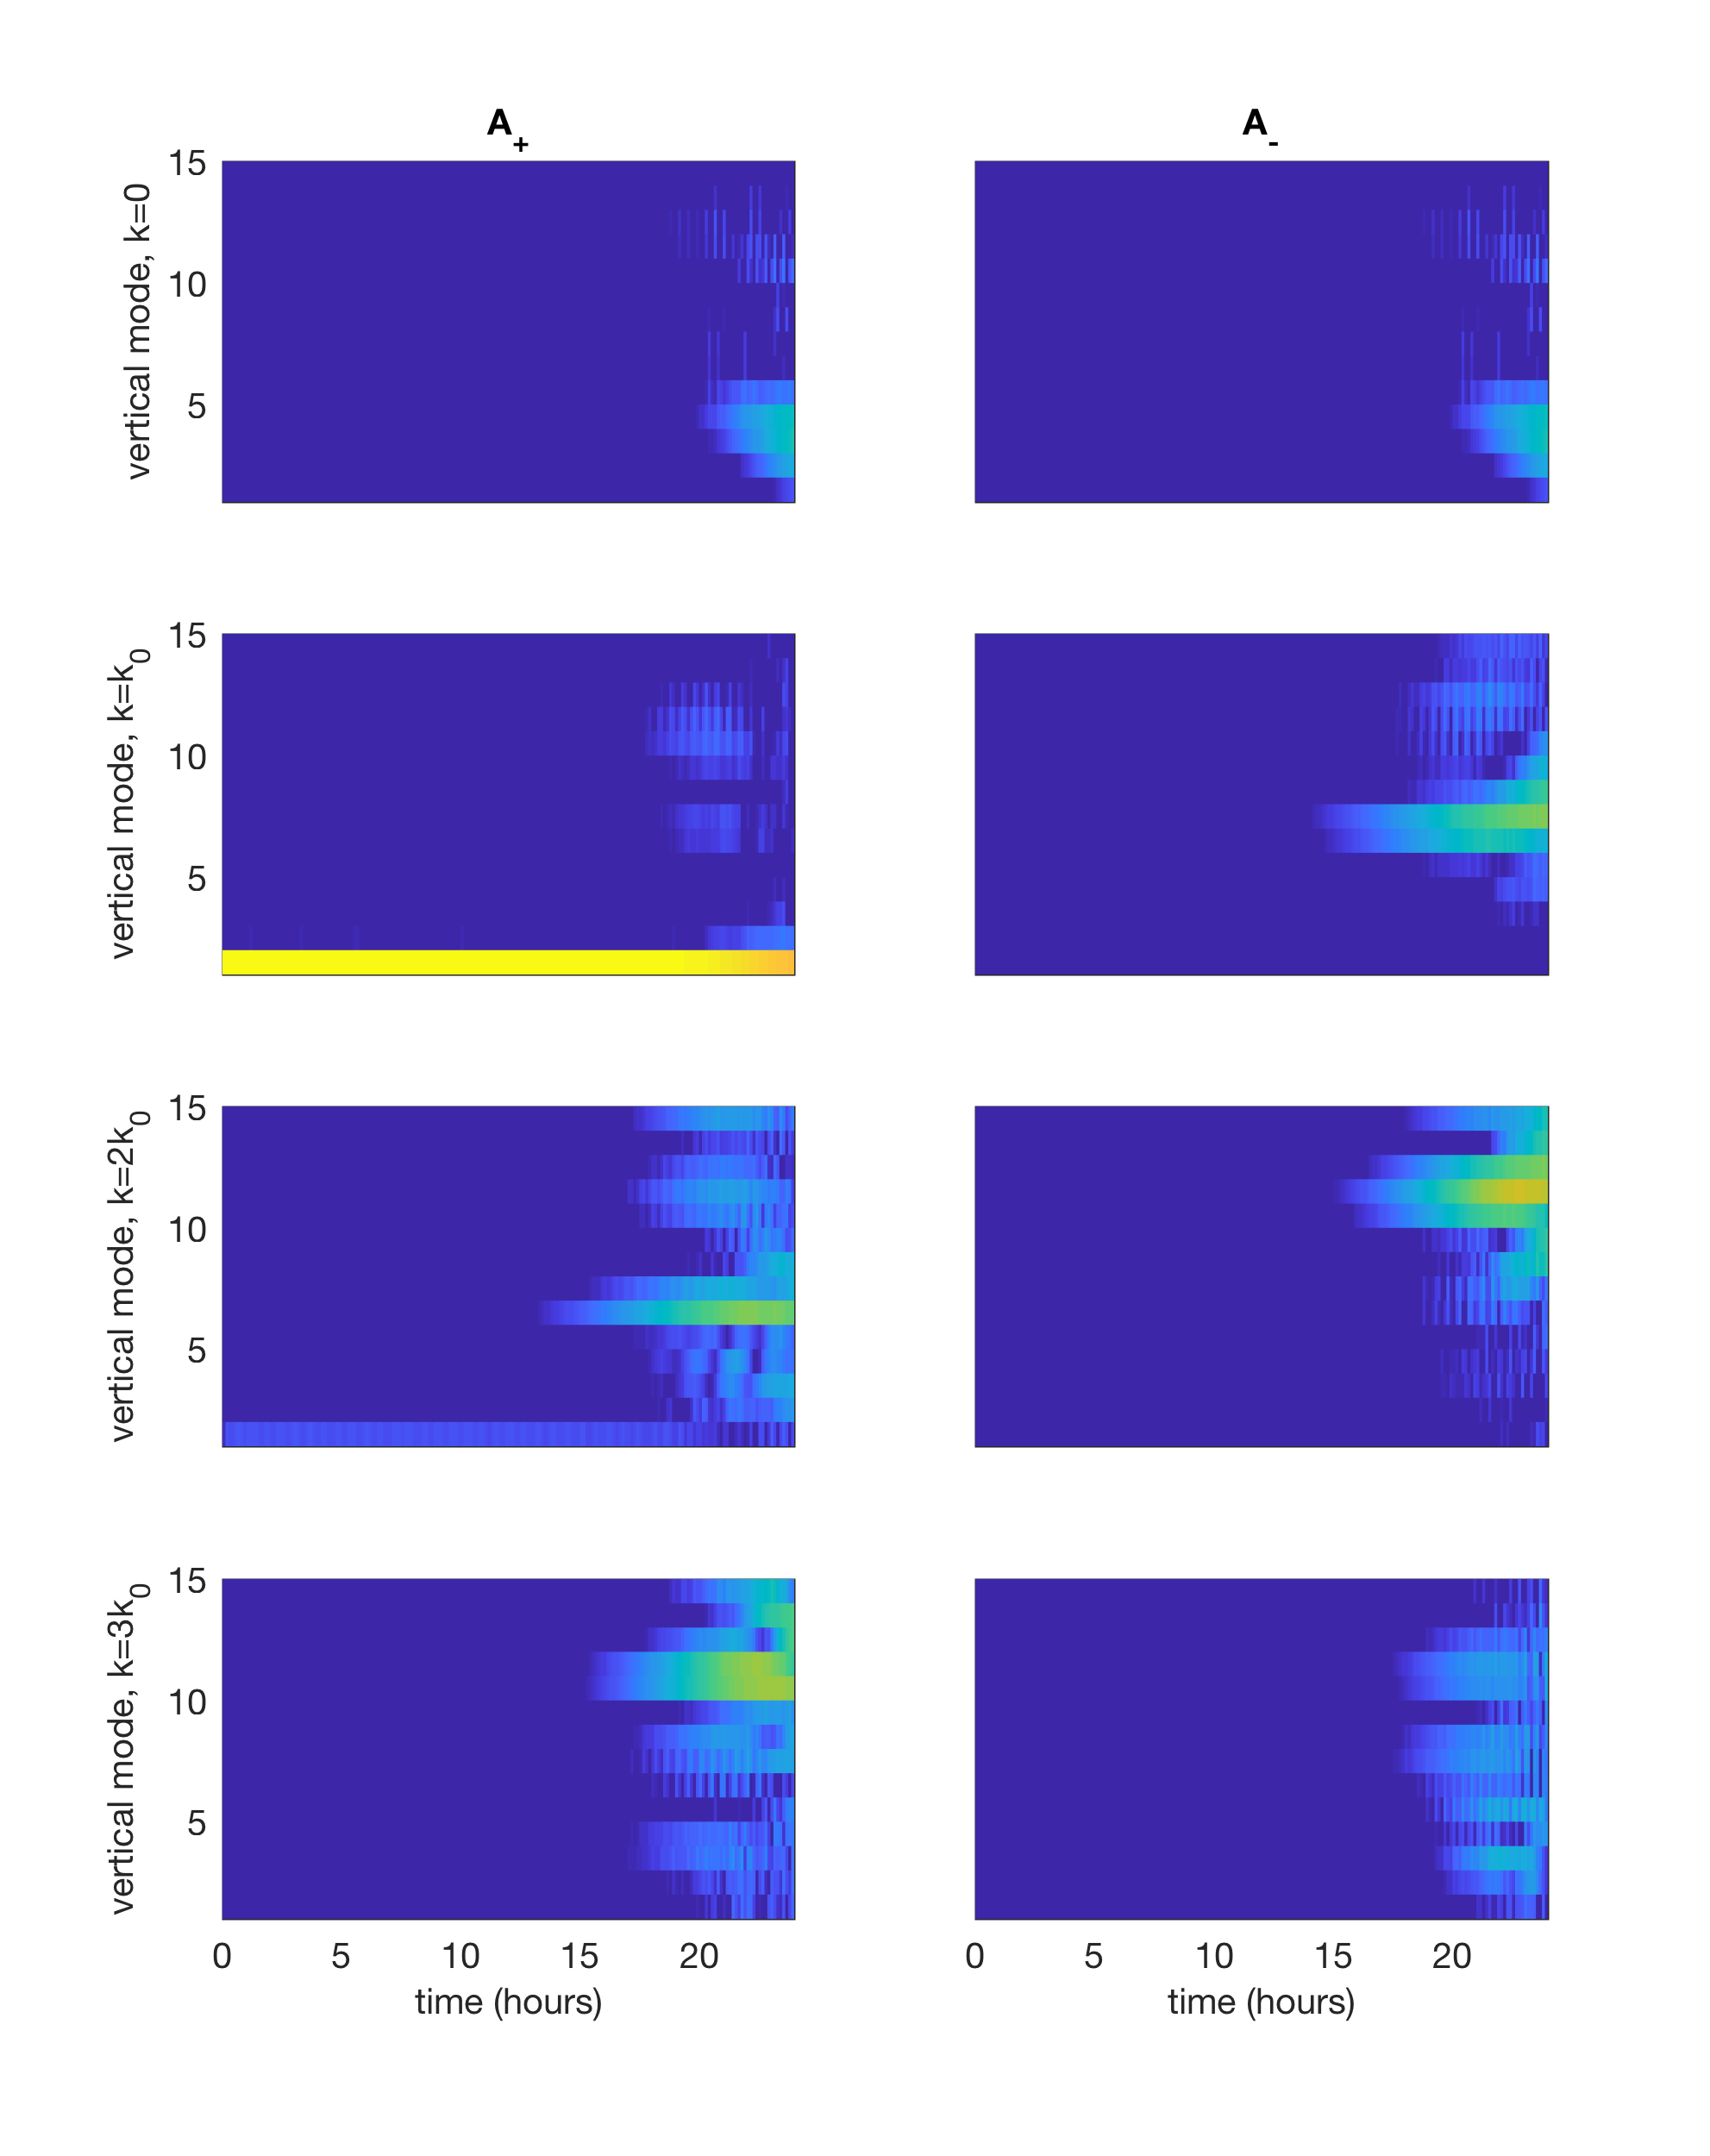 A₊ A₋
vertical mode, k=0
15
10
5
vertical mode, k=k₀
15
10
5
vertical mode, k=2k₀
15
10
5
vertical mode, k=3k₀
15
10
5
0 5 10 15 20 0 5 10 15 20
time (hours) time (hours)